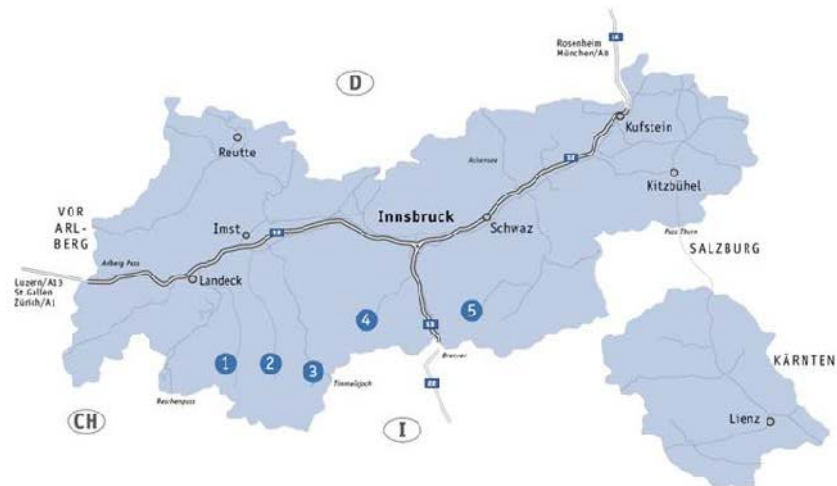 Rosenheim
München/A8
D
Kufstein
Reutte
Achensee
Kitzbühel
VOR
ARL-
BERG
Imst
Innsbruck
Schwaz
Pass Thurn
SALZBURG
Arlberg Pass
Landeck
Luzern/A13
St.Gallen
Zürich/A1
4
5
1
2
3
Brenner
Timmelsjoch
KÄRNTEN
Reschenpass
CH
I
Lienz